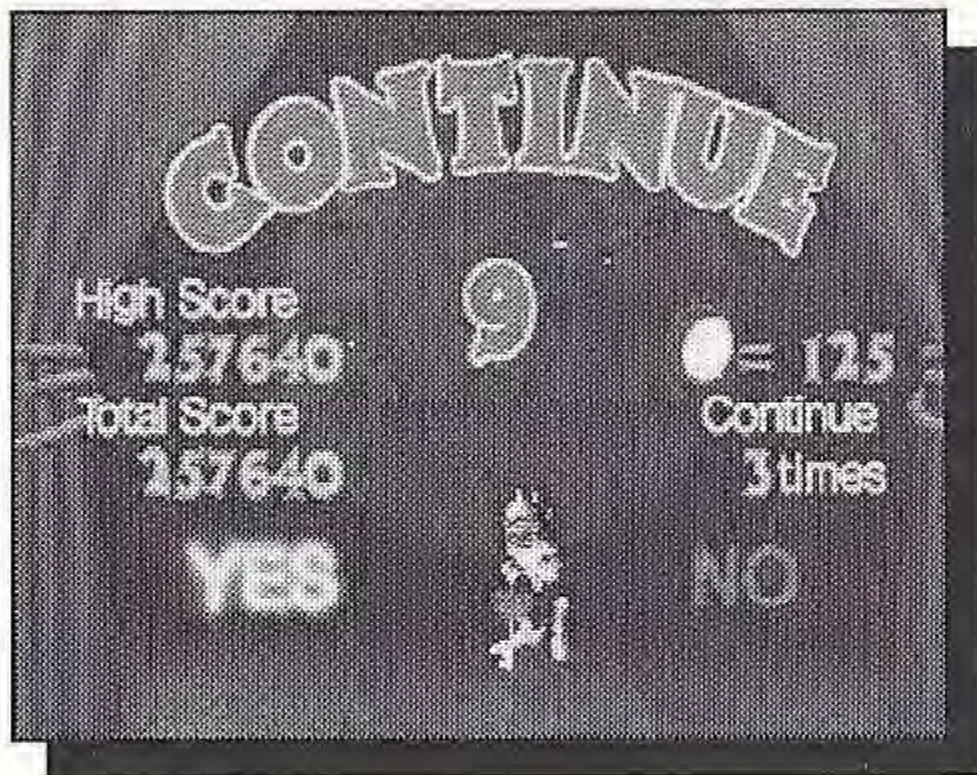 CONTINUE
9
High Score
257640
= 125
Total Score
Continue
257640
3 times
YES
NO